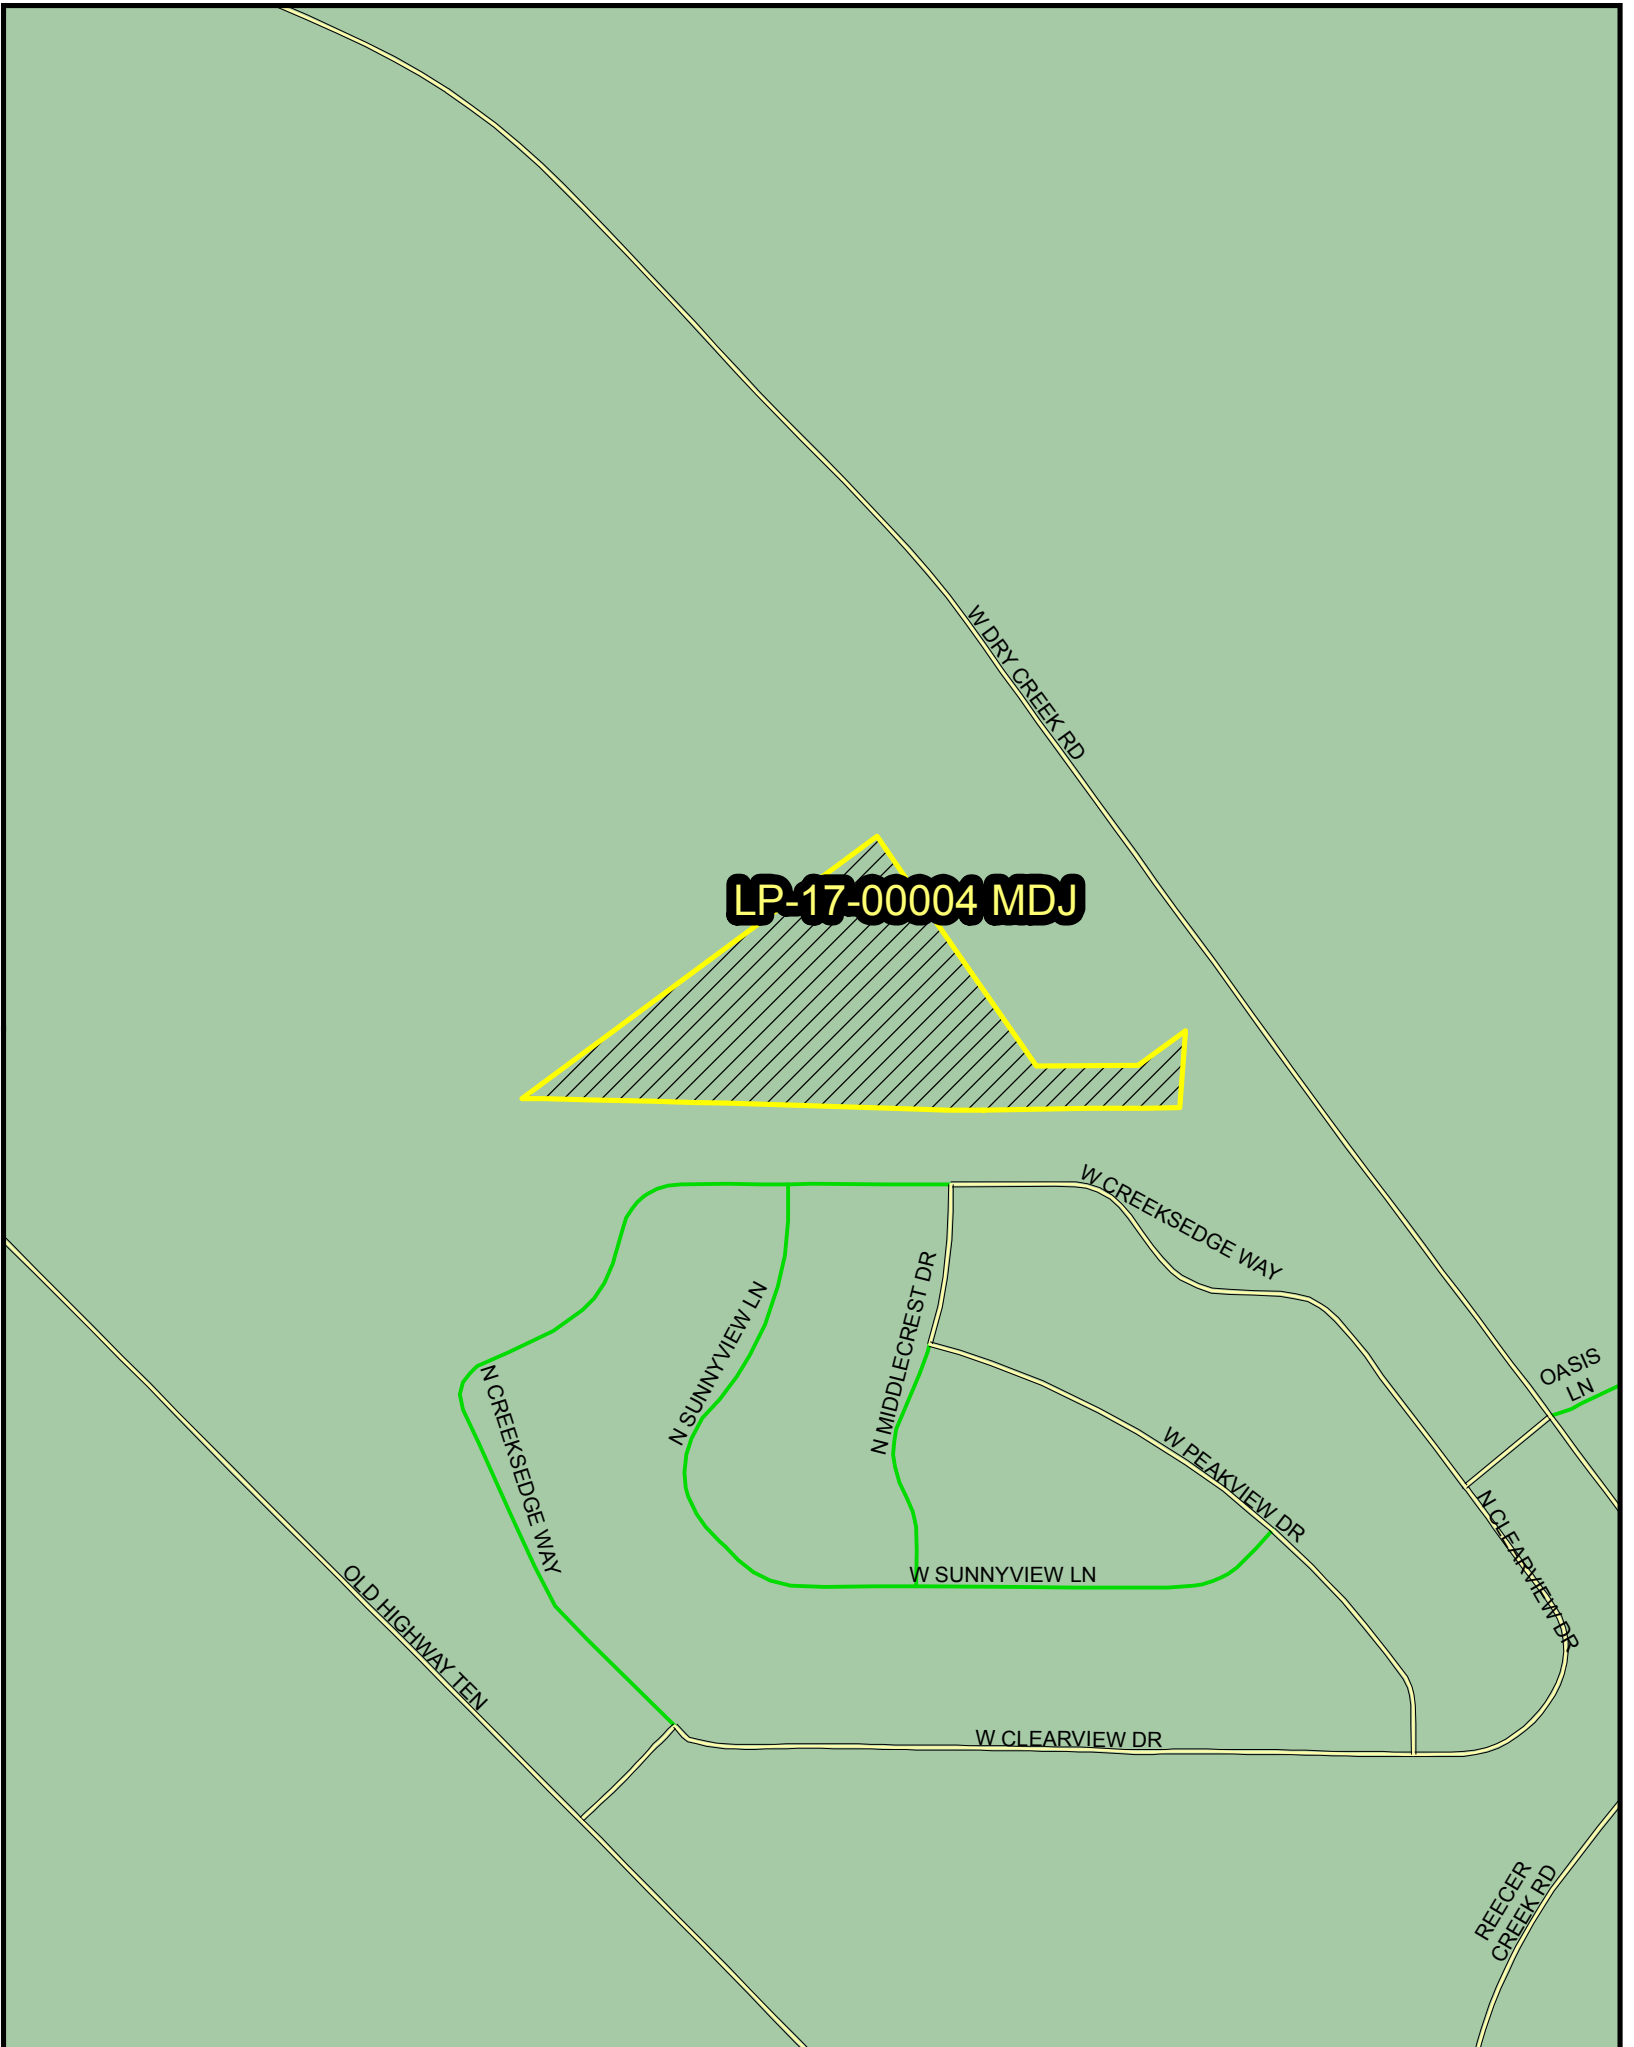 W DRY CREEK RD
LP-17-00004 MDJ
W CREEKSEDGE WAY
N MIDDLECREST DR
N SUNNYVIEW LN
OASIS
LN
N CREEKSEDGE WAY
W PEAKVIEW DR
N CLEARVIEW DR
W SUNNYVIEW LN
OLD HIGHWAY TEN
W CLEARVIEW DR
REECER
CREEK RD